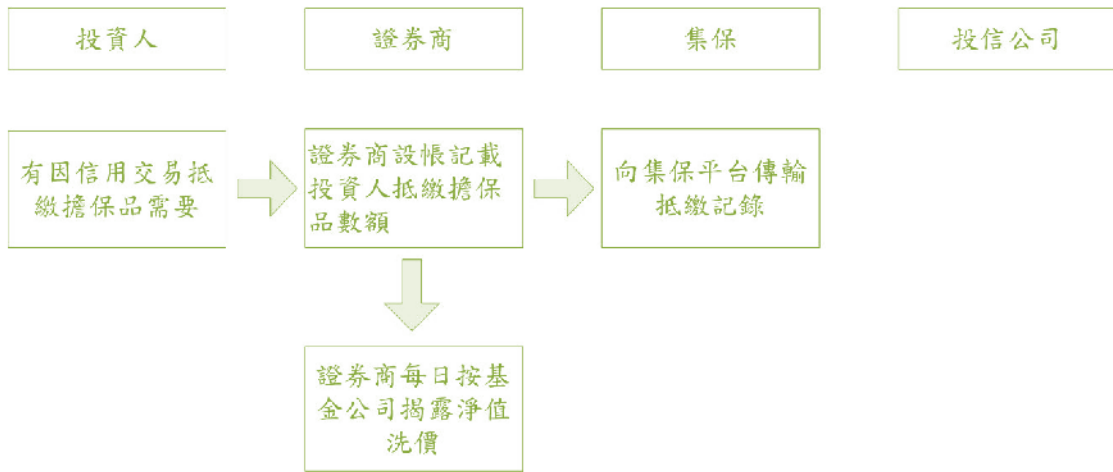 投資人
證券商
集保
投信公司
有因信用交易抵
繳擔保品需要
證券商設帳記載
投資人抵繳擔保
品數額
向集保平台傳輸
抵繳記錄
證券商每日按基
金公司揭露淨值
洗價